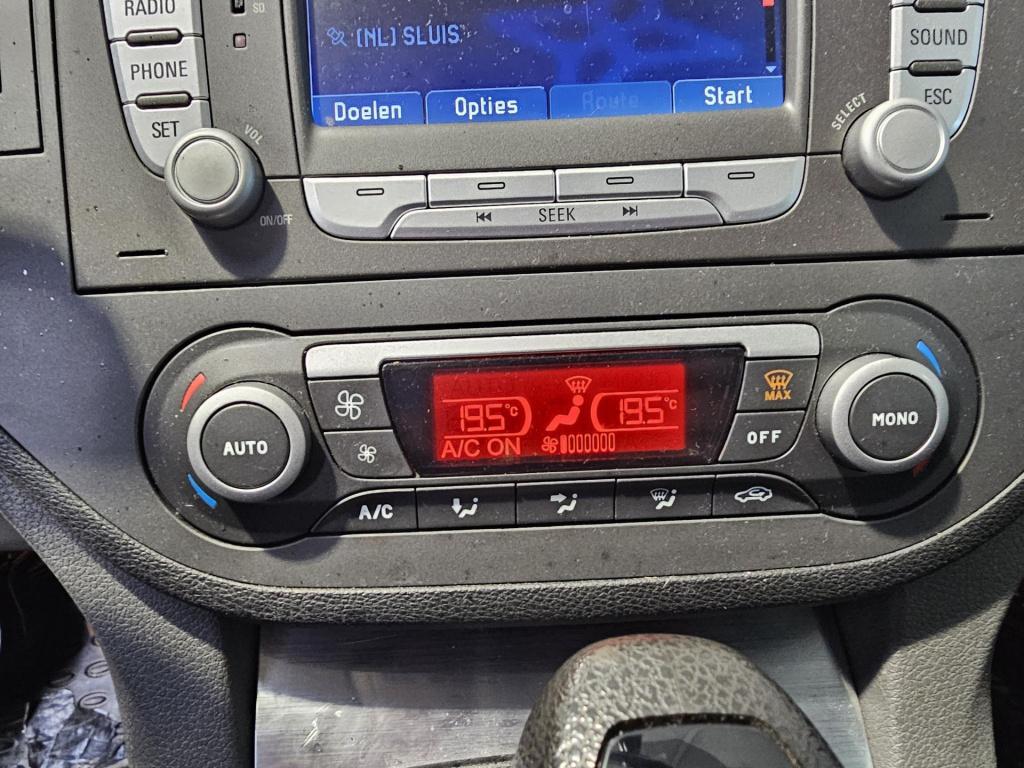 RADIO
SD
PHONE
SET
VOL
ON/OFF
[NL] SLUIS
Doelen Opties Route Start
SEEK
SOUND
ESC
SELECT
AUTO
19.5°C 19.5°C
A/C ON
MAX
OFF
MONO
A/C